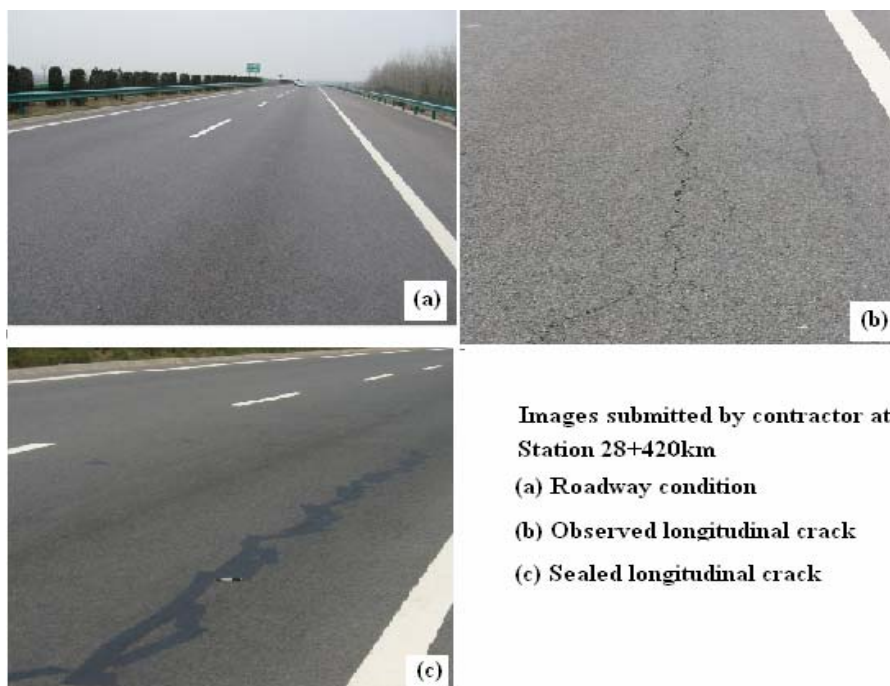 (a)
(b)
(c)
Images submitted by contractor at
Station 28+420km
(a) Roadway condition
(b) Observed longitudinal crack
(c) Sealed longitudinal crack